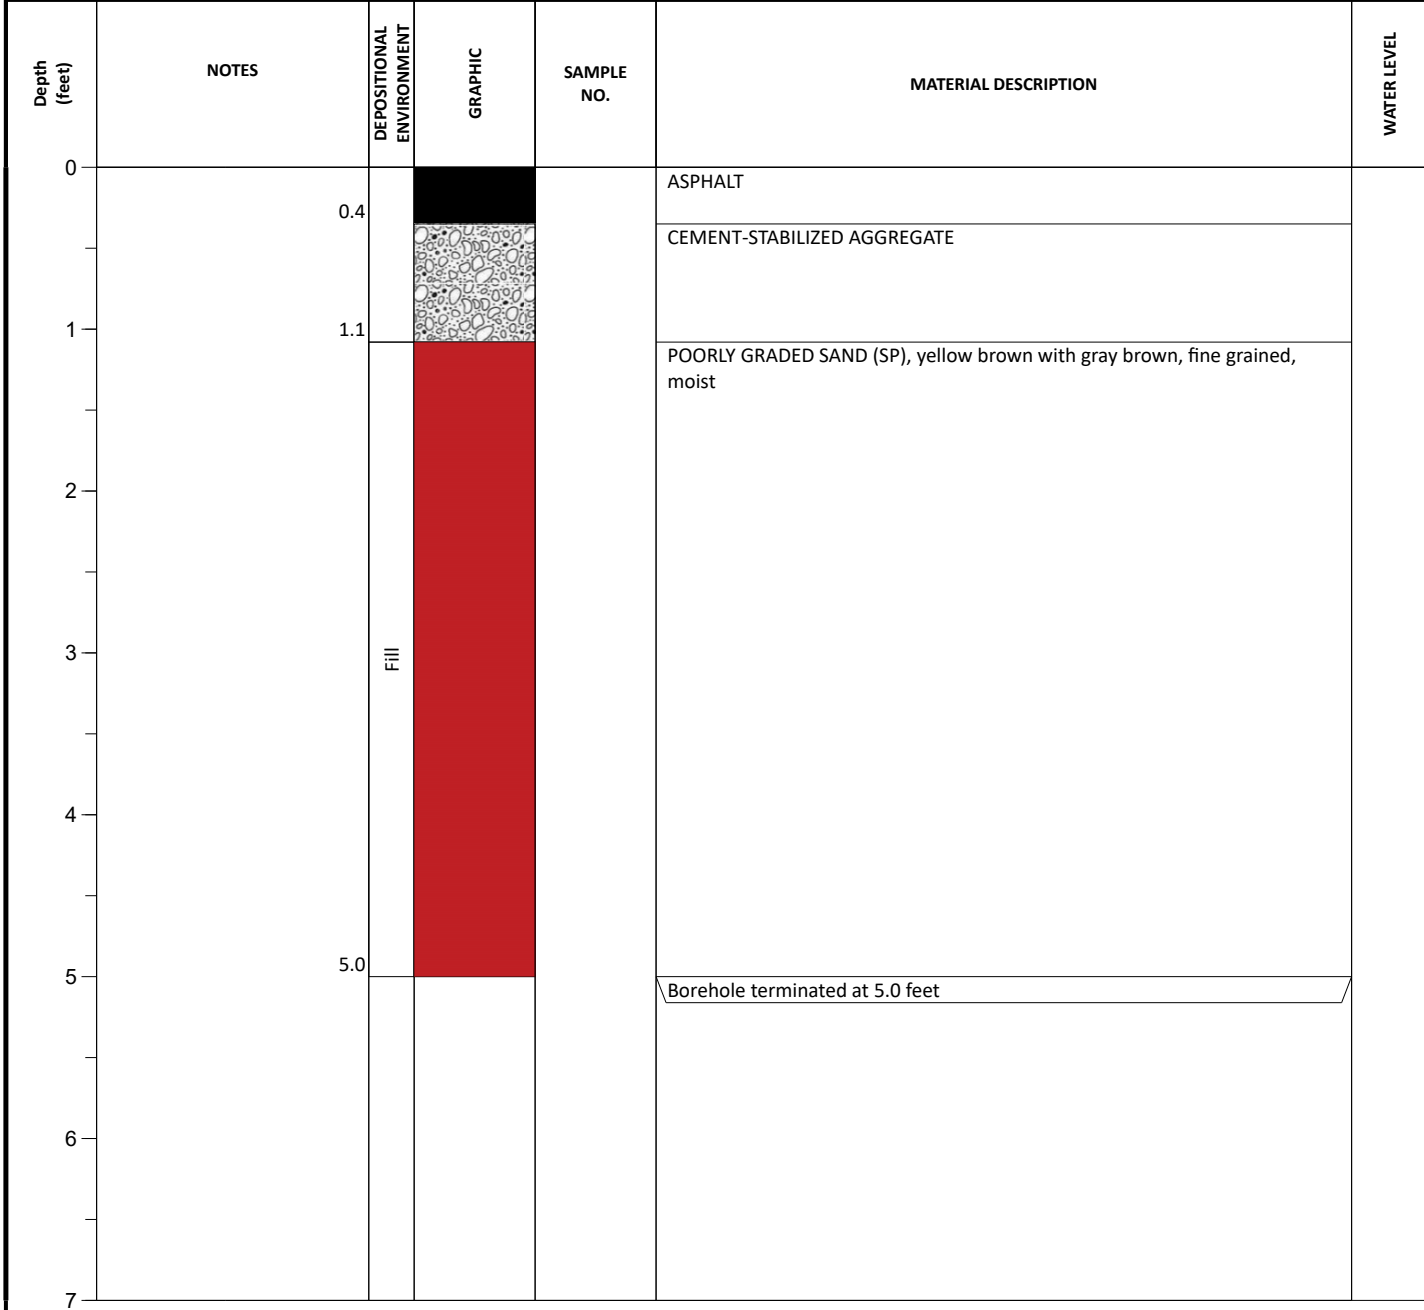 Depth
(feet)
NOTES
DEPOSITIONAL
ENVIRONMENT
GRAPHIC
SAMPLE
NO.
MATERIAL DESCRIPTION
WATER LEVEL
0
ASPHALT
0.4
CEMENT-STABILIZED AGGREGATE
1
1.1
POORLY GRADED SAND (SP), yellow brown with gray brown, fine grained,
moist
2
3
Fill
4
5.0
5
Borehole terminated at 5.0 feet
6
7